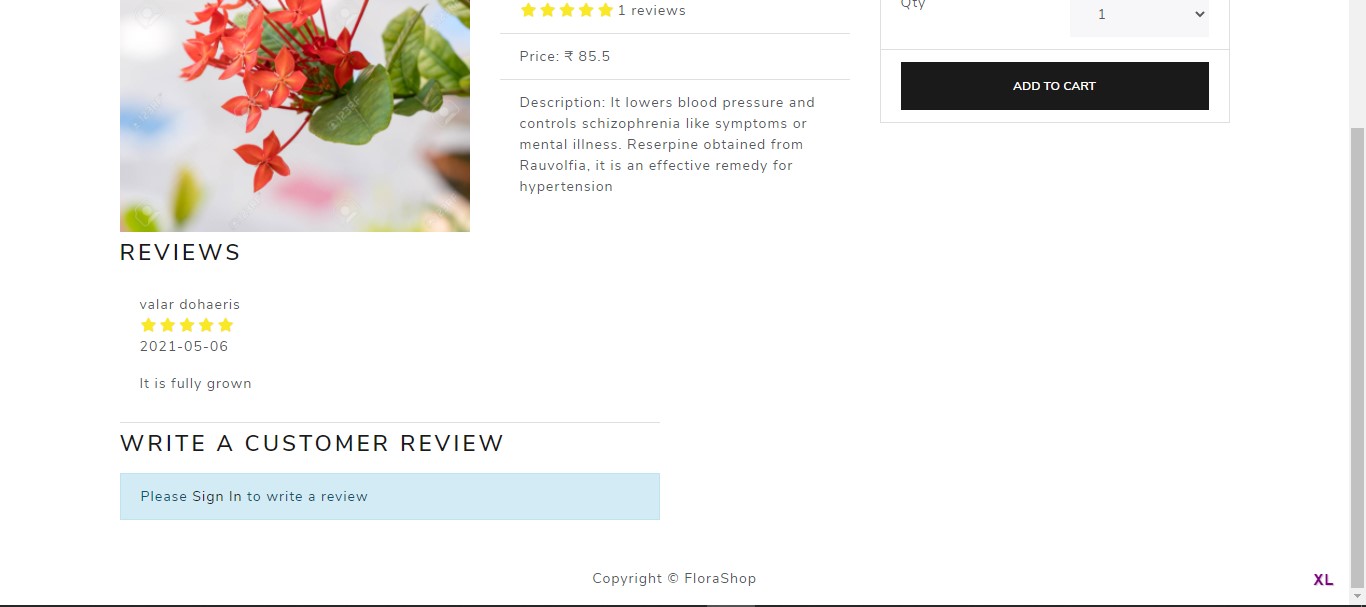 1 reviews
Qty
1
Price: ₹ 85.5
ADD TO CART
Description: It lowers blood pressure and
controls schizophrenia like symptoms or
mental illness. Reserpine obtained from
Rauvolfia, it is an effective remedy for
hypertension
REVIEWS
valar dohaeris
2021-05-06
It is fully grown
WRITE A CUSTOMER REVIEW
Please Sign In to write a review
Copyright © FloraShop
XL